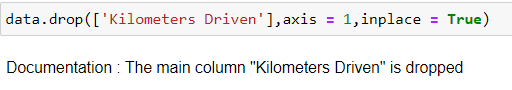 data.drop(['Kilometers Driven'],axis = 1,inplace = True)
Documentation : The main column "Kilometers Driven" is dropped